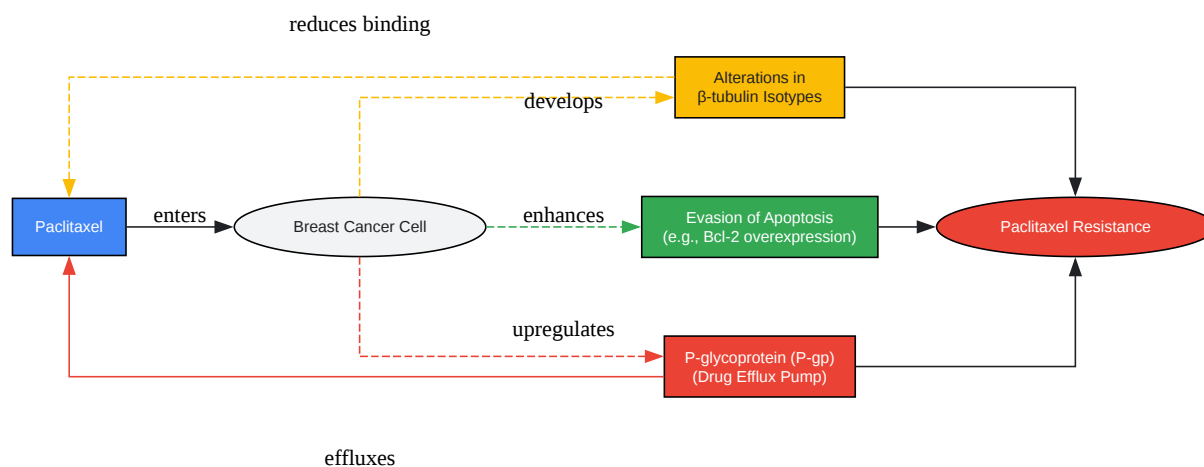 reduces binding
Alterations in
β-tubulin Isotypes
develops
Paclitaxel
enters
Breast Cancer Cell
enhances
Evasion of Apoptosis
(e.g., Bcl-2 overexpression)
Paclitaxel Resistance
upregulates
P-glycoprotein (P-gp)
(Drug Efflux Pump)
effluxes